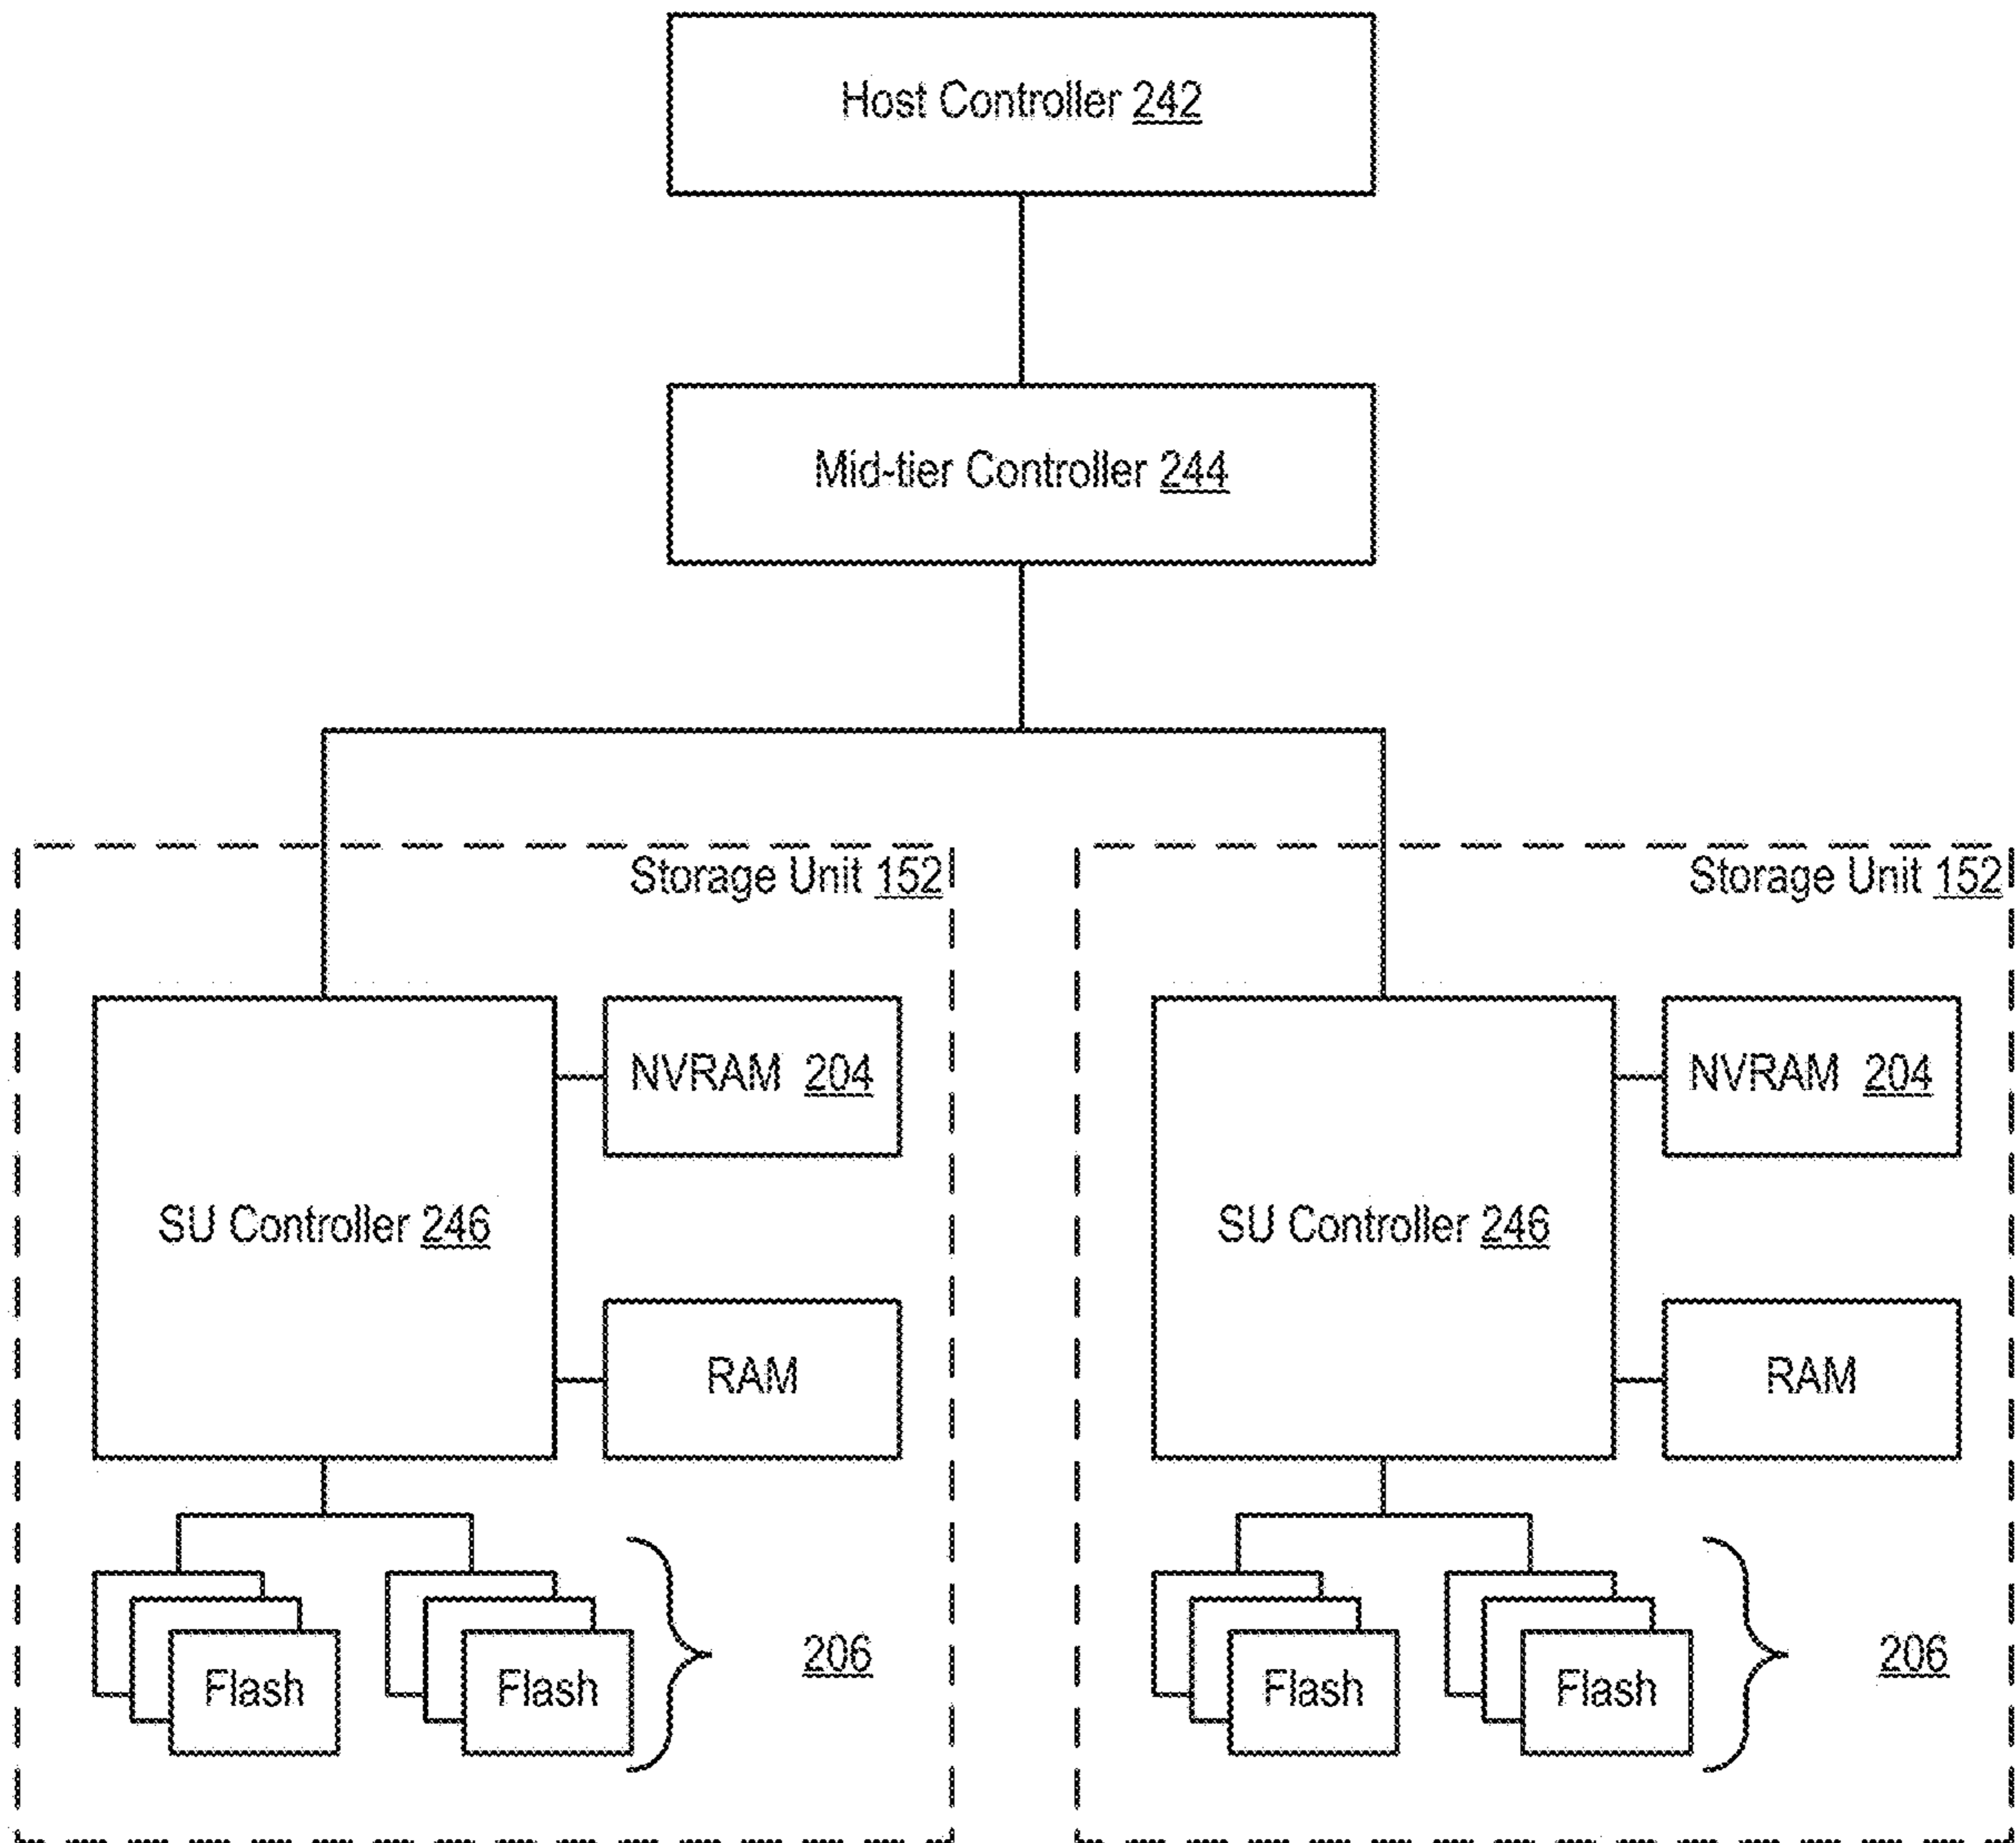 Host Controller 242
Mid-tier Controller 244
Storage Unit 152
Storage Unit 152
NVRAM 204
NVRAM 204
SU Controller 246
SU Controller 246
RAM
RAM
206
206
Flash
Flash
Flash
Flash